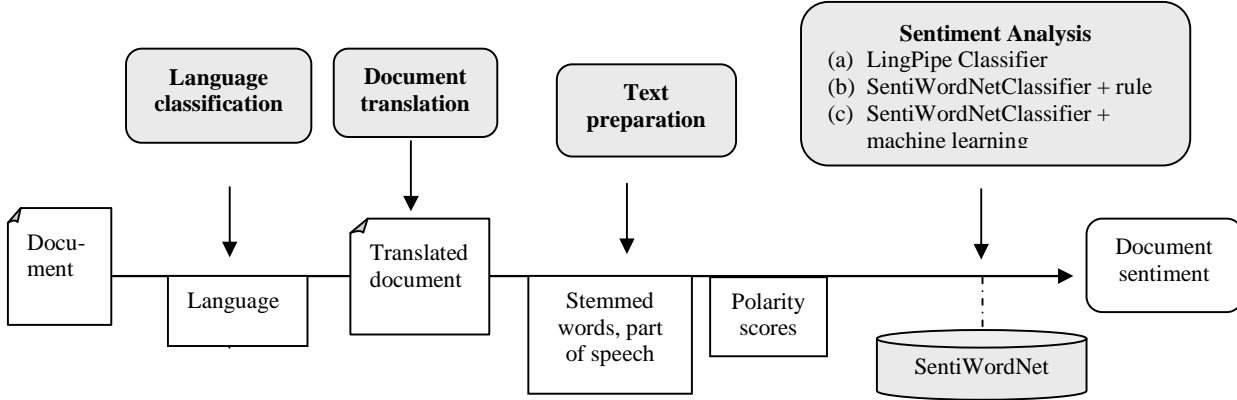 Language
classification
Document
translation
Text
preparation
Sentiment Analysis
(a) LingPipe Classifier
(b) SentiWordNetClassifier + rule
(c) SentiWordNetClassifier +
machine learning
Docu-
ment
Language
Translated
document
Stemmed
words, part
of speech
Polarity
scores
SentiWordNet
Document
sentiment